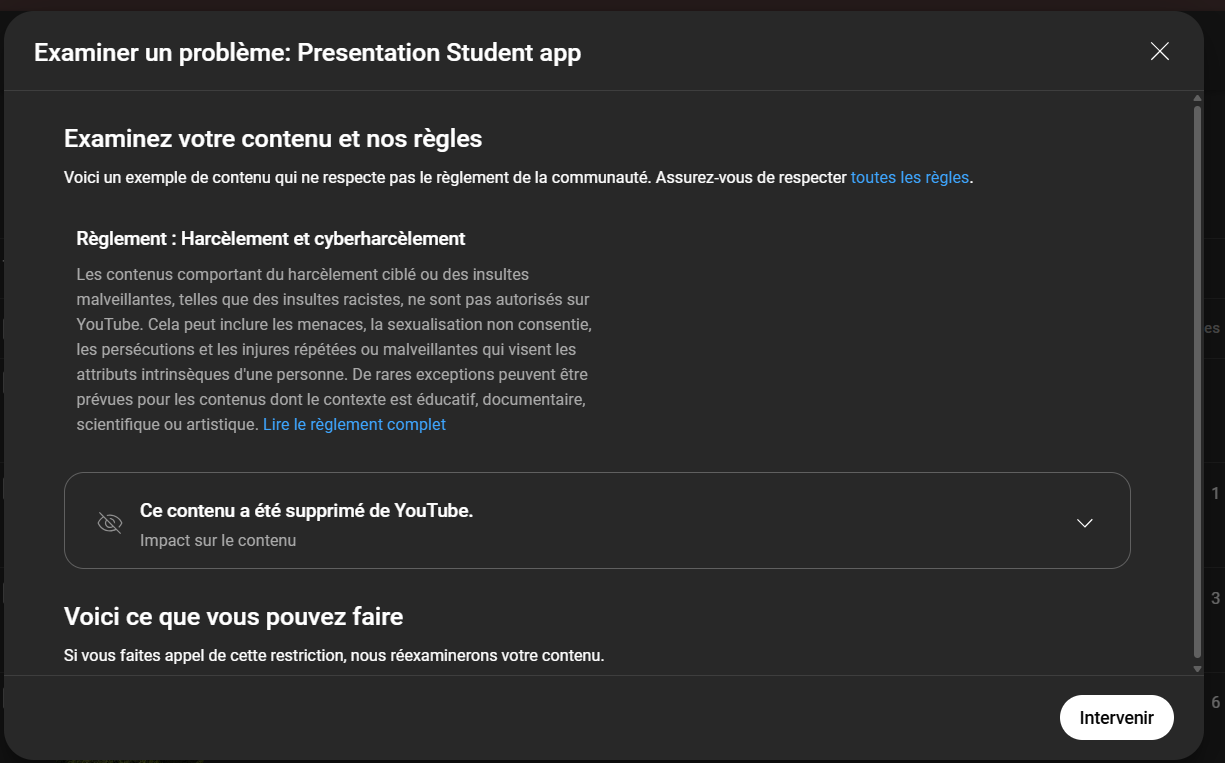 Examiner un problème: Presentation Student app
Examinez votre contenu et nos règles
Voici un exemple de contenu qui ne respecte pas le règlement de la communauté. Assurez-vous de respecter toutes les règles.
Règlement : Harcèlement et cyberharcèlement
Les contenus comportant du harcèlement ciblé ou des insultes
malveillantes, telles que des insultes racistes, ne sont pas autorisés sur
YouTube. Cela peut inclure les menaces, la sexualisation non consentie,
les persécutions et les injures répétées ou malveillantes qui visent les
attributs intrinsèques d'une personne. De rares exceptions peuvent être
prévues pour les contenus dont le contexte est éducatif, documentaire,
scientifique ou artistique. Lire le règlement complet
Ce contenu a été supprimé de YouTube.
Impact sur le contenu
Voici ce que vous pouvez faire
Si vous faites appel de cette restriction, nous réexaminerons votre contenu.
Intervenir
es
1
3
6